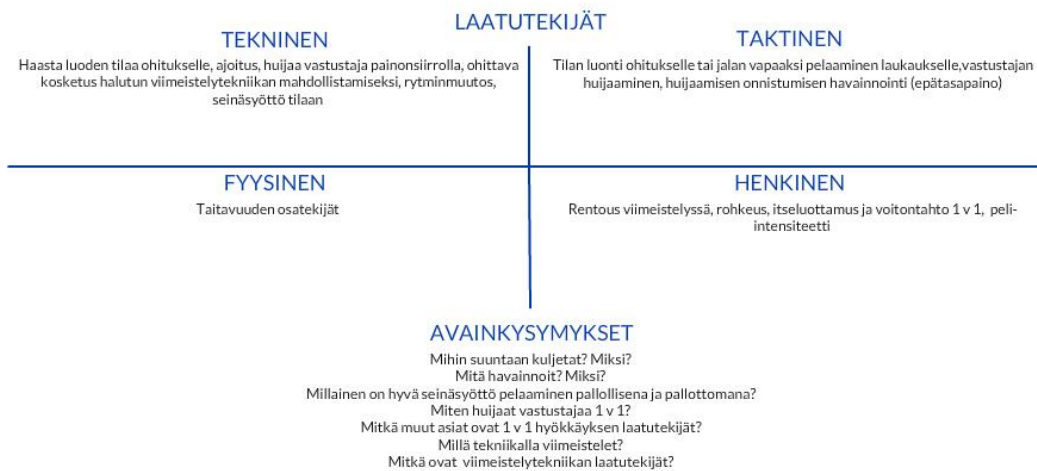 LAATUTEKIJÄT
TEKNINEN
Haasta luoden tilaa ohitukselle, ajoitus, huijaa vastustaja painonsiirrolla, ohittava
kosketus halutun viimeistelytekniikan mahdollistamiseksi, rytminmuutos,
seinäsyöttö tilaan
TAKTINEN
Tilan luonti ohitukselle tai jalan vapaaksi pelaaminen laukaukselle,vastustajan
huijaaminen, huijaamisen onnistumisen havainnointi (epätasapaino)
FYYSINEN
Taitavuuden osatekijät
HENKINEN
Rentous viimeistelyssä, rohkeus, itseluottamus ja voitontahto 1 v 1, peli-
intensiteetti
AVAINKYSYMYKSET
Mihin suuntaan kuljetat? Miksi?
Mitä havainnoit? Miksi?
Millainen on hyvä seinäsyöttö pelaaminen pallollisena ja pallottomana?
Miten huijaat vastustajaa 1 v 1?
Mitkä muut asiat ovat 1 v 1 hyökkäyksen laatutekijät?
Millä tekniikalla viimeistelet?
Mitkä ovat viimeistelytekniikan laatutekijät?